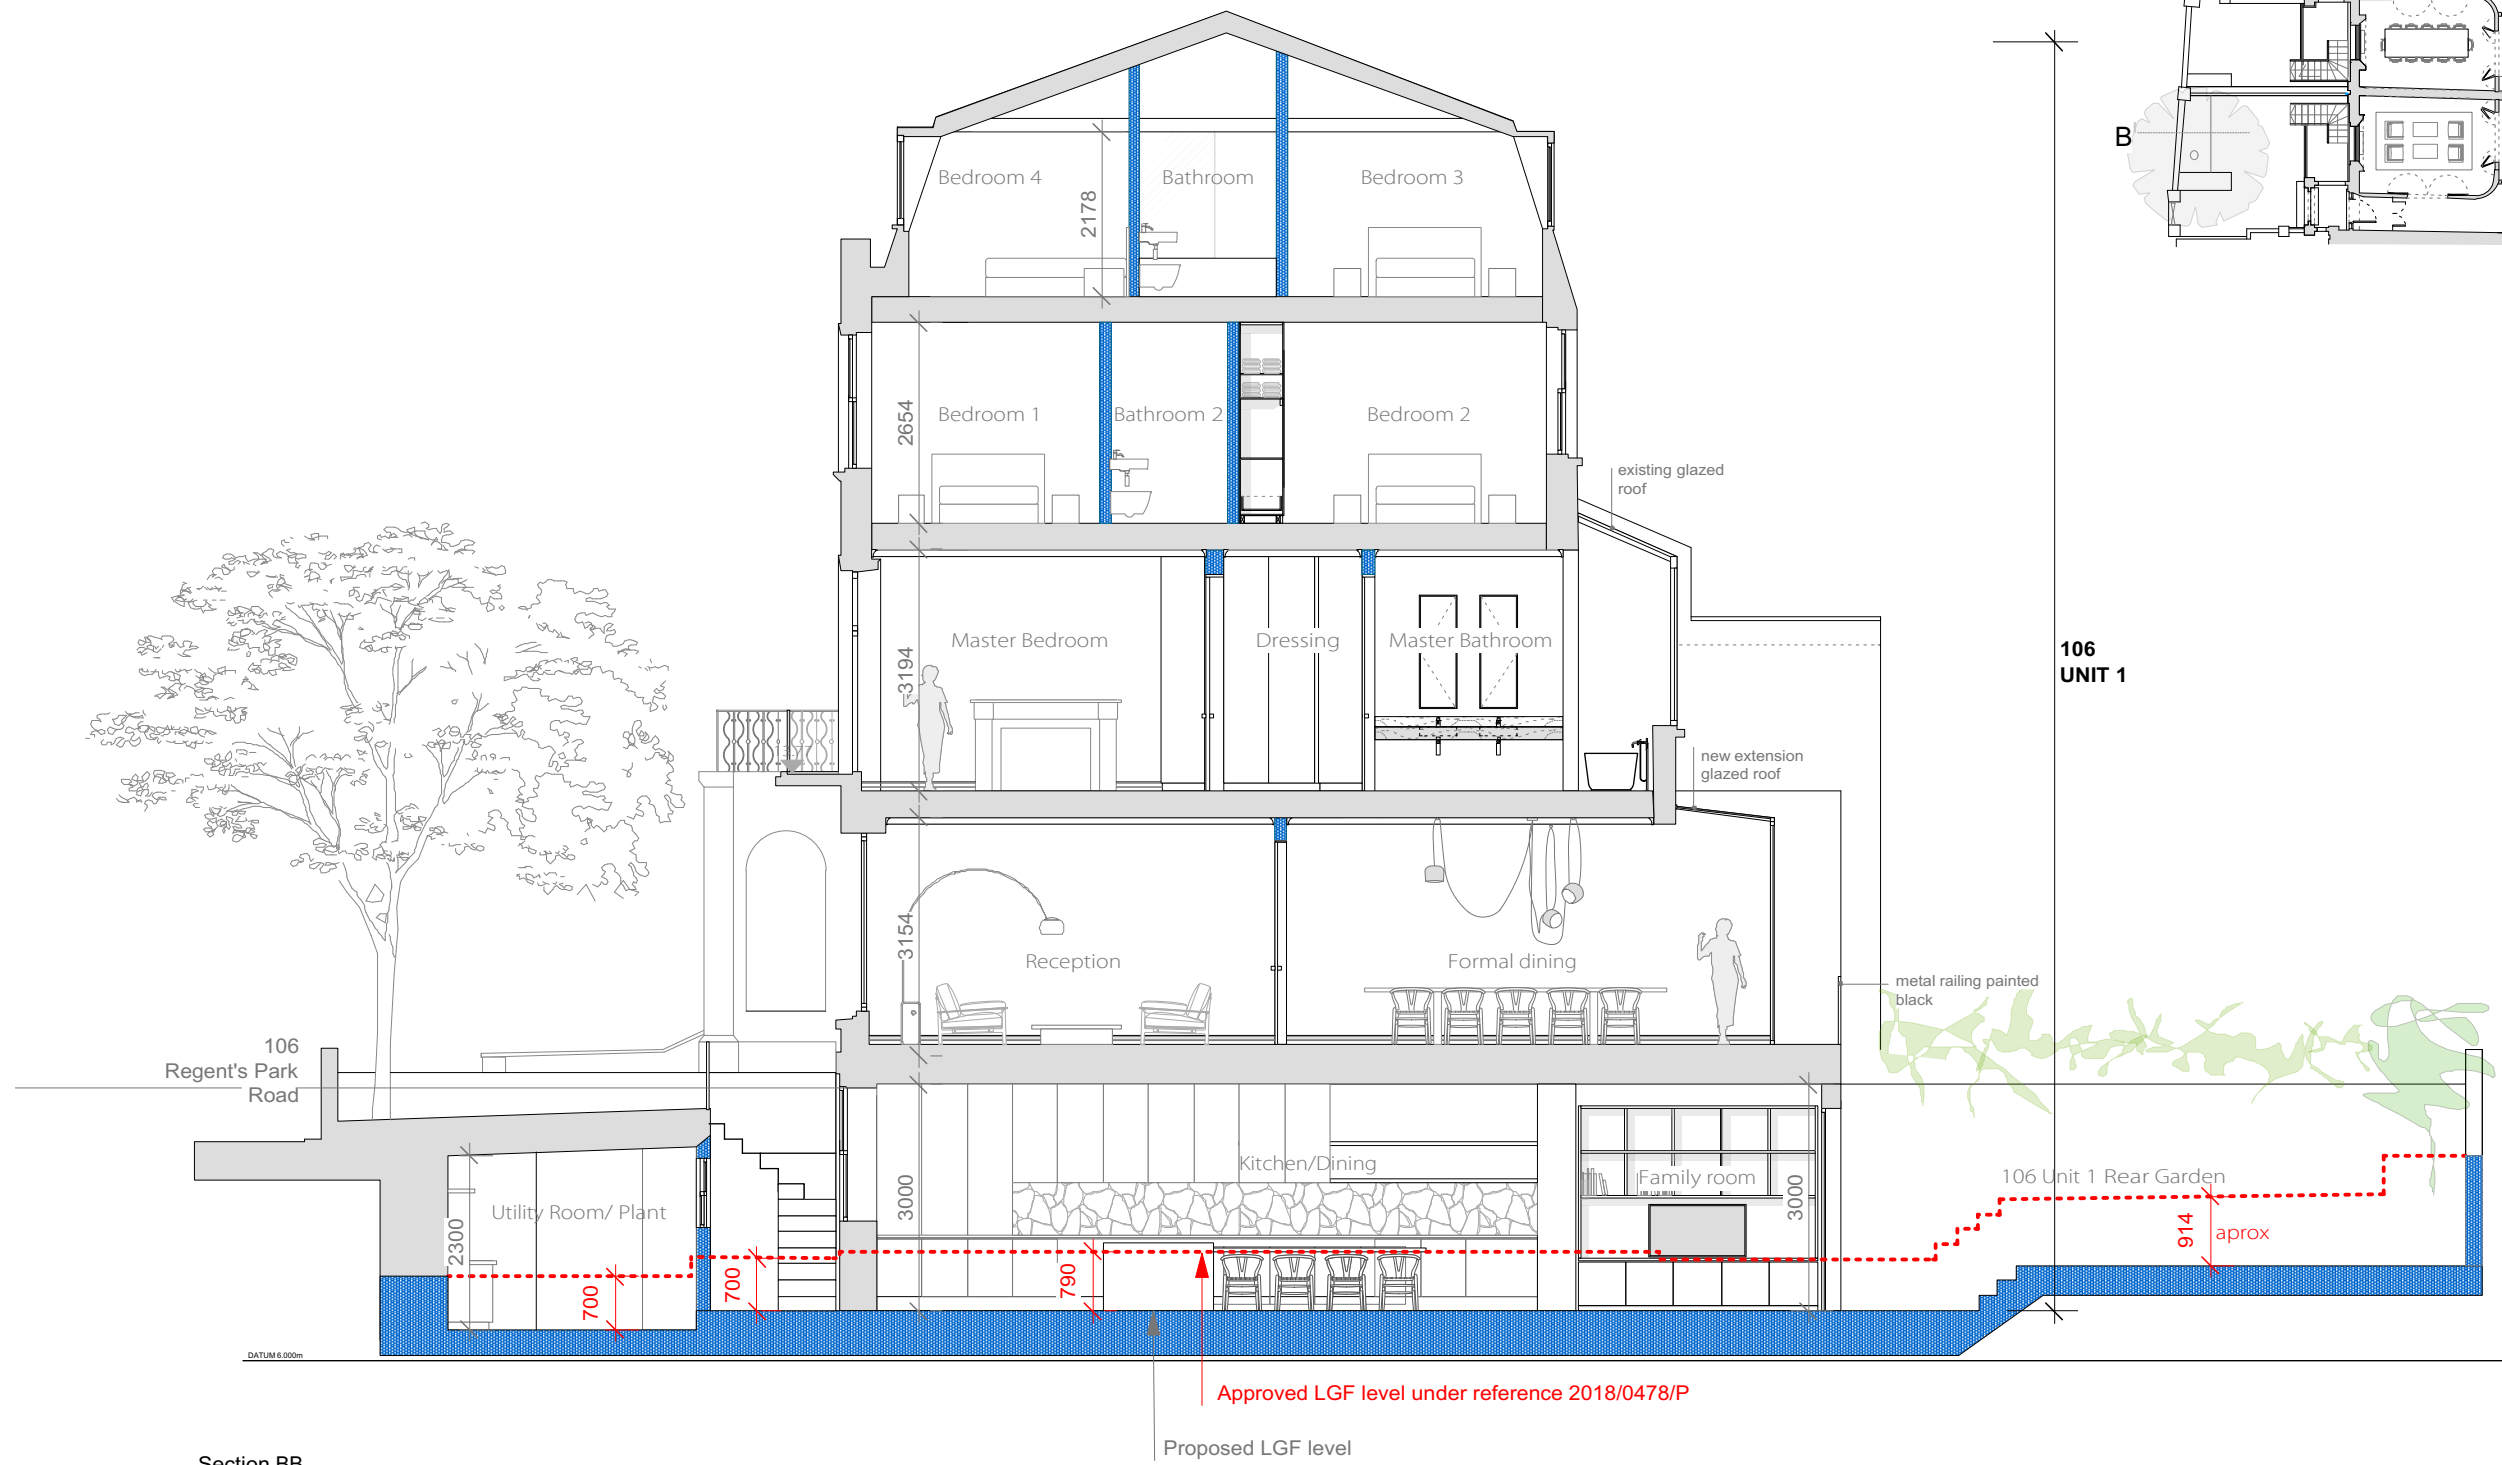 B
Bedroom 4
Bathroom
Bedroom 3
2178
2654
Bedroom 1
Bathroom 2
Bedroom 2
existing glazed
roof
3194
Master Bedroom
Dressing
Master Bathroom
106
UNIT 1
new extension
glazed roof
3154
Reception
Formal dining
metal railing painted
black
106
Regent's Park
Road
2300
Utility Room/ Plant
3000
Kitchen/Dining
Family room
3000
106 Unit 1 Rear Garden
914
aprox
700
700
790
DATUM 6.000m
Approved LGF level under reference 2018/0478/P
Proposed LGF level
Section BB